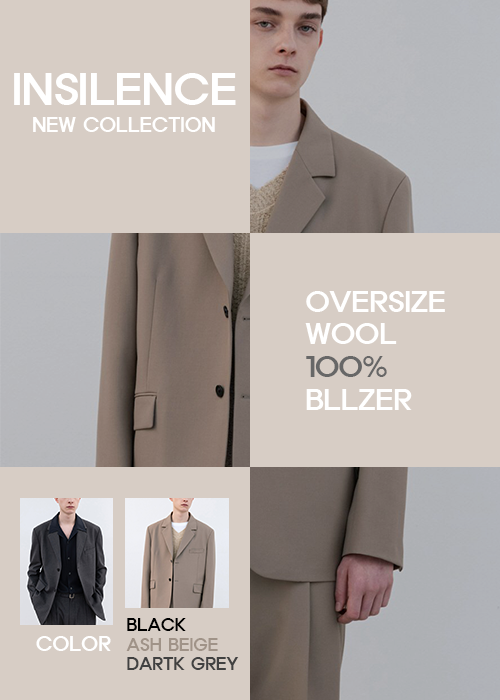 INSILENCE
NEW COLLECTION
OVERSIZE
WOOL
100%
BLLZER
COLOR
BLACK
ASH BEIGE
DARTK GREY